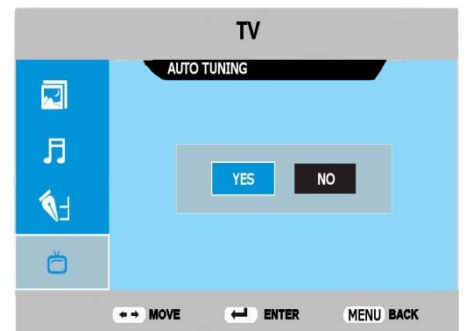 TV
AUTO TUNING
YES NO
MOVE ENTER MENU BACK